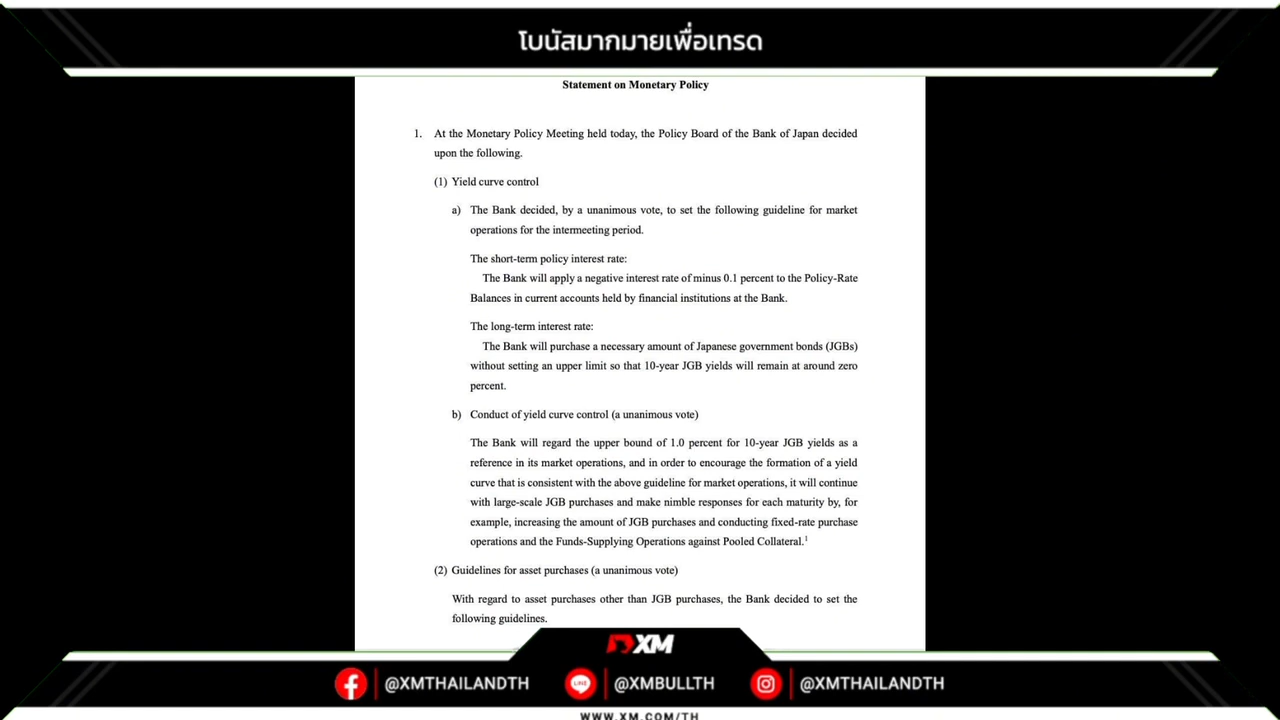 โบนัสมากมายเพื่อเทรด
Statement on Monetary Policy
1. At the Monetary Policy Meeting held today, the Policy Board of the Bank of Japan decided
upon the following.
(1) Yield curve control
a) The Bank decided, by a unanimous vote, to set the following guideline for market
operations for the intermeeting period.
The short-term policy interest rate:
The Bank will apply a negative interest rate of minus 0.1 percent to the Policy-Rate
Balances in current accounts held by financial institutions at the Bank.
The long-term interest rate:
The Bank will purchase a necessary amount of Japanese government bonds (JGBs)
without setting an upper limit so that 10-year JGB yields will remain at around zero
percent.
b) Conduct of yield curve control (a unanimous vote)
The Bank will regard the upper bound of 1.0 percent for 10-year JGB yields as a
reference in its market operations, and in order to encourage the formation of a yield
curve that is consistent with the above guideline for market operations, it will continue
with large-scale JGB purchases and make nimble responses for each maturity by, for
example, increasing the amount of JGB purchases and conducting fixed-rate purchase
operations and the Funds-Supplying Operations against Pooled Collateral.¹
(2) Guidelines for asset purchases (a unanimous vote)
With regard to asset purchases other than JGB purchases, the Bank decided to set the
following guidelines.
XM
@XMTHAILANDTH
LINE
@XMBULLTH
@XMTHAILANDTH
WWW.XM.COM/TH